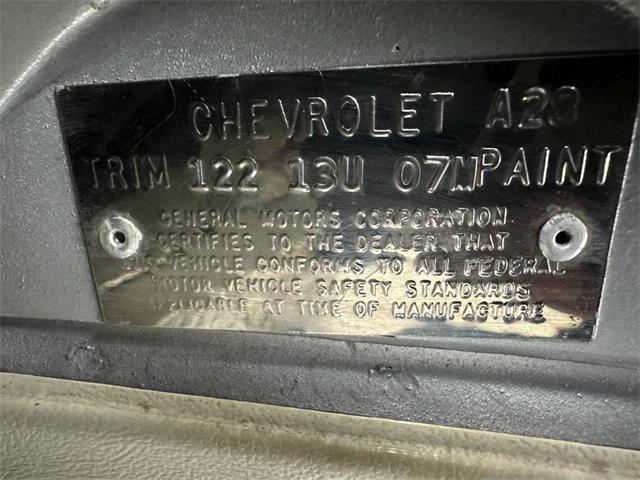 CHEVROLET A23
TRIM 122 13U 07M PAINT
GENERAL MOTORS CORPORATION
CERTIFIES TO THE DEALER THAT
VEHICLE CONFORMS TO ALL FEDERAL
MOTOR VEHICLE SAFETY STANDARDS
AT TIME OF MANUFACTURE